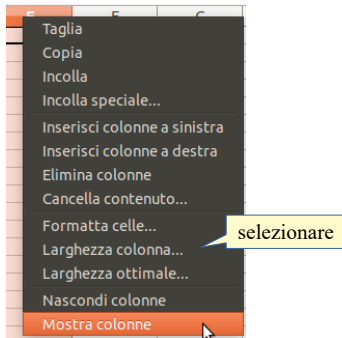 Taglia
Copia
Incolla
Incolla speciale...
Inserisci colonne a sinistra
Inserisci colonne a destra
Elimina colonne
Cancella contenuto...
Formatta celle...
selezionare
Larghezza colonna...
Larghezza ottimale...
Nascondi colonne
Mostra colonne